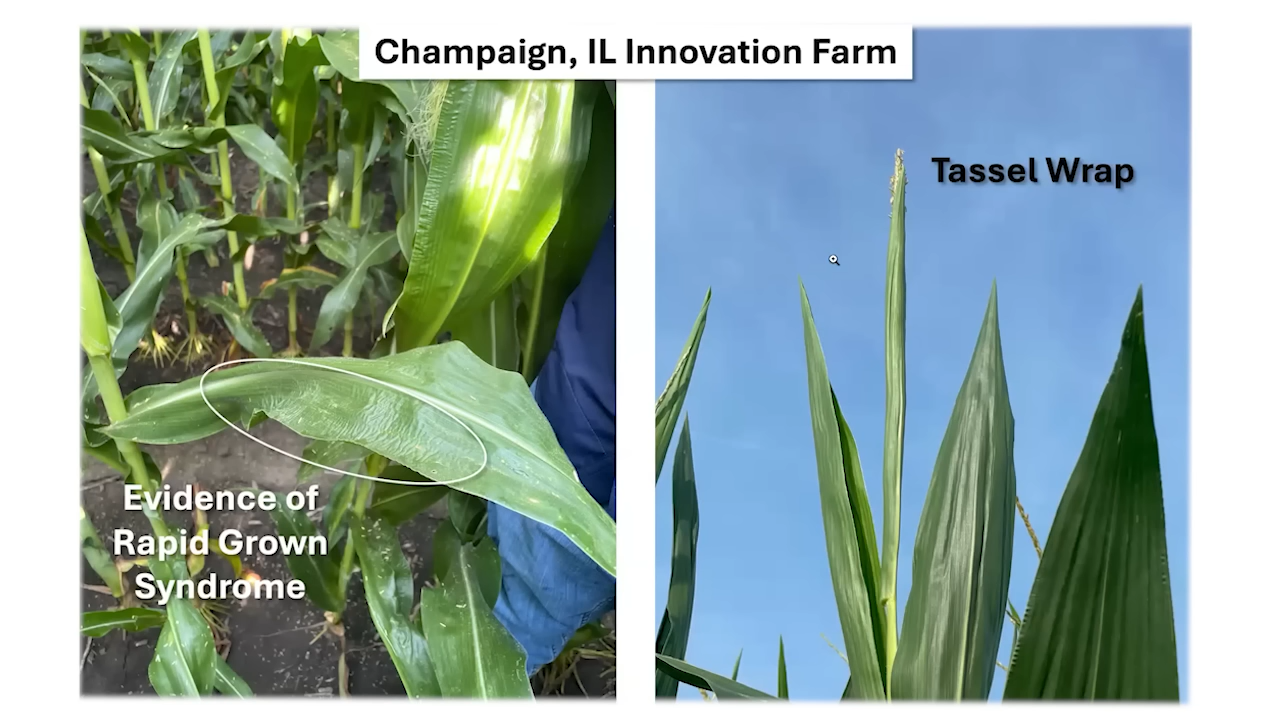 Champaign, IL Innovation Farm
Tassel Wrap
Evidence of
Rapid Grown
Syndrome